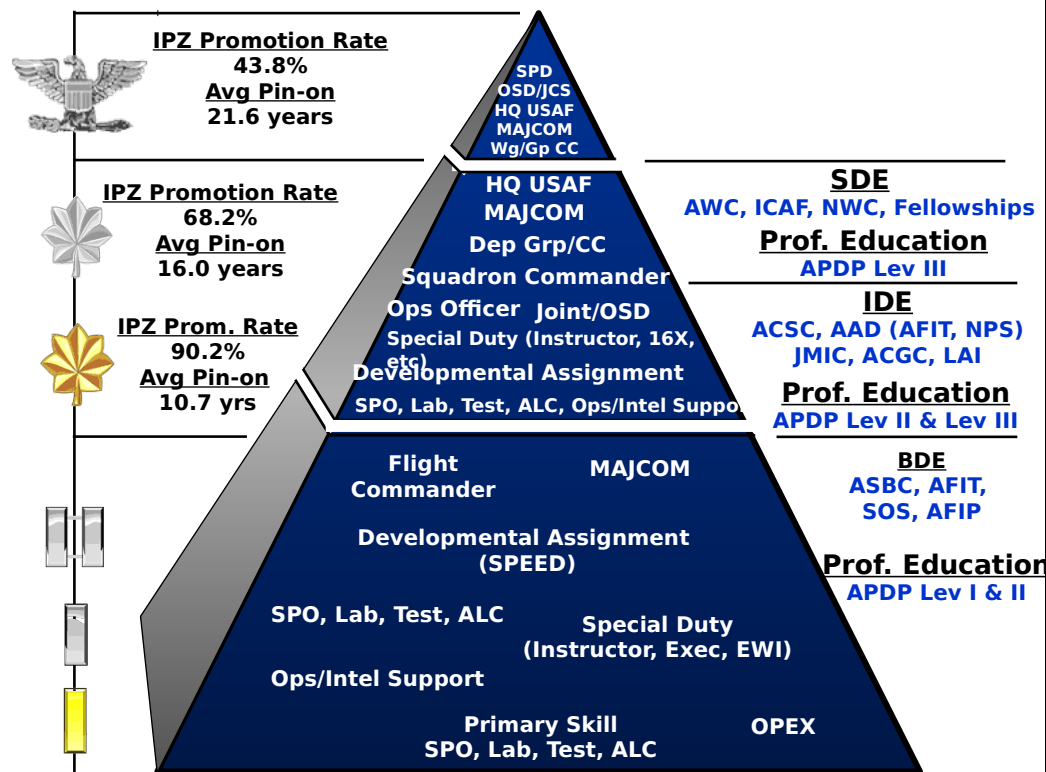 IPZ Promotion Rate
43.8%
Avg Pin-on
21.6 years
SPD
OSD/JCS
HQ USAF
MAJCOM
Wg/Gp CC
IPZ Promotion Rate
68.2%
Avg Pin-on
16.0 years
HQ USAF
MAJCOM
Dep Grp/CC
Squadron Commander
Ops Officer Joint/OSD
Special Duty (Instructor, 16X,
etc)
Developmental Assignment
SPO, Lab, Test, ALC, Ops/Intel Suppo
SDE
AWC, ICAF, NWC, Fellowships
Prof. Education
APDP Lev III
IPZ Prom. Rate
90.2%
Avg Pin-on
10.7 yrs
IDE
ACSC, AAD (AFIT, NPS)
JMIC, ACGC, LAI
Prof. Education
APDP Lev II & Lev III
Flight
Commander
MAJCOM
Developmental Assignment
(SPEED)
SPO, Lab, Test, ALC
Special Duty
(Instructor, Exec, EWI)
Ops/Intel Support
Primary Skill
SPO, Lab, Test, ALC
OPEX
BDE
ASBC, AFIT,
SOS, AFIP
Prof. Education
APDP Lev I & II